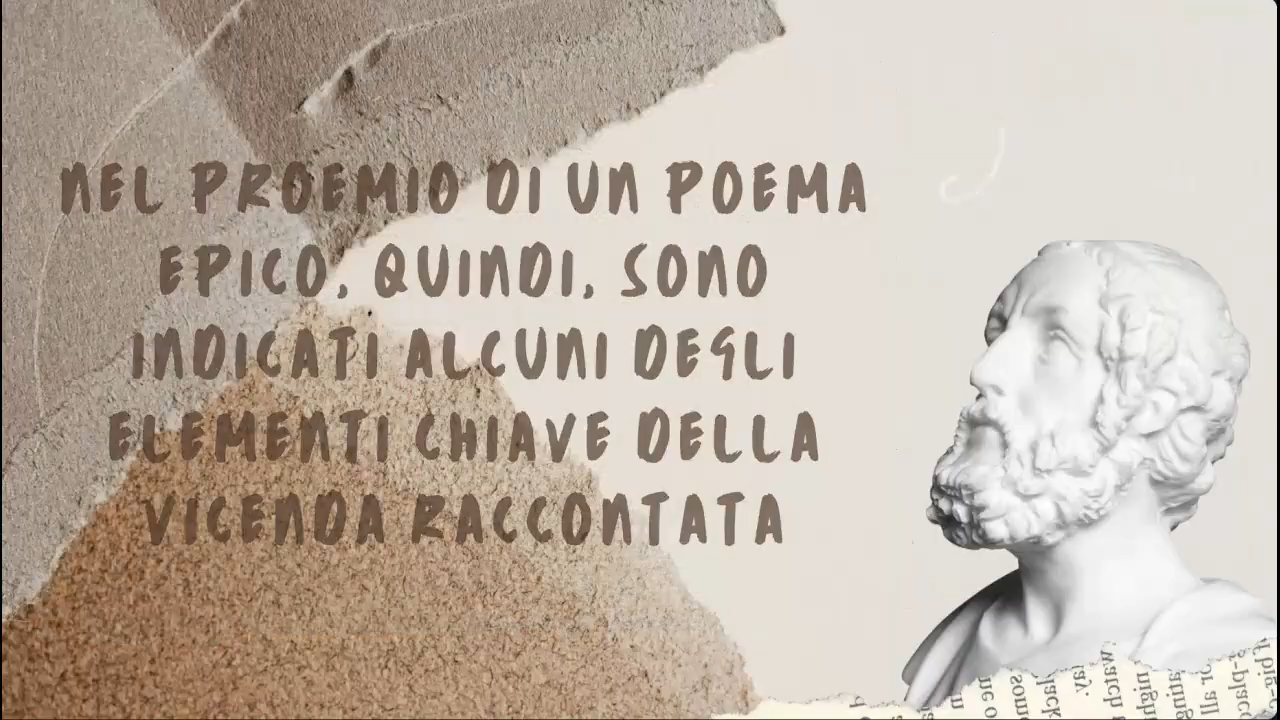 NEL PROEMIO DI UN POEMA
EPICO, QUINDI, SONO
INDICATI ALCUNI DEGLI
ELEMENTI CHIAVE DELLA
VICENDA RACCONTATA